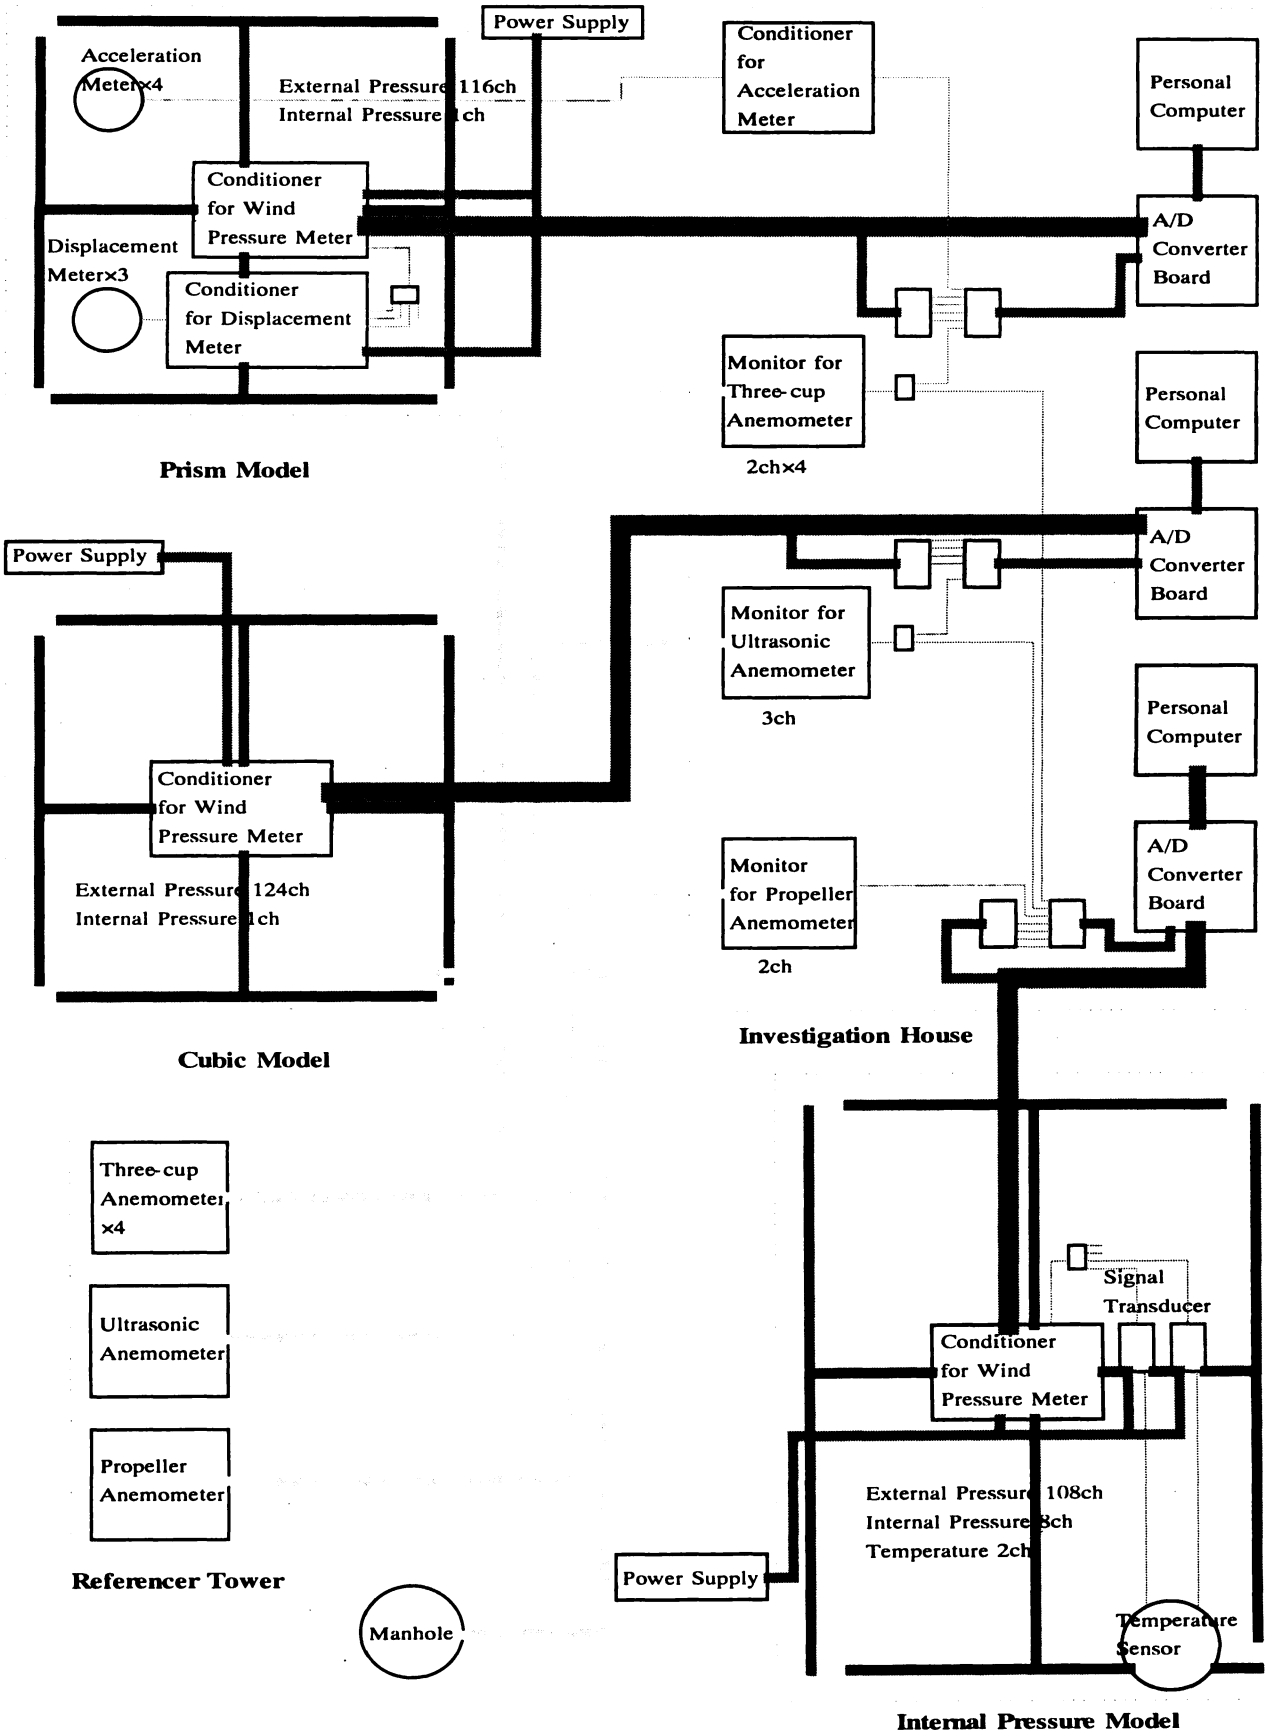 Power Supply
Acceleration
Meter×4
External Pressure 116ch
Internal Pressure 1ch
Conditioner
for
Acceleration
Meter
Personal
Computer
Conditioner
for Wind
Pressure Meter
A/D
Converter
Board
Displacement
Meter×3
Conditioner
for Displacement
Meter
Monitor for
Three-cup
Anemometer
2ch×4
Personal
Computer
Prism Model
Power Supply
A/D
Converter
Board
Monitor for
Ultrasonic
Anemometer
3ch
Personal
Computer
Conditioner
for Wind
Pressure Meter
External Pressure 124ch
Internal Pressure 1ch
Monitor
for Propeller
Anemometer
2ch
A/D
Converter
Board
Investigation House
Cubic Model
Three-cup
Anemometer
×4
Ultrasonic
Anemometer
Propeller
Anemometer
Referencer Tower
Manhole
Signal
Transducer
Conditioner
for Wind
Pressure Meter
External Pressure 108ch
Internal Pressure 8ch
Temperature 2ch
Power Supply
Temperature
Sensor
Internal Pressure Model